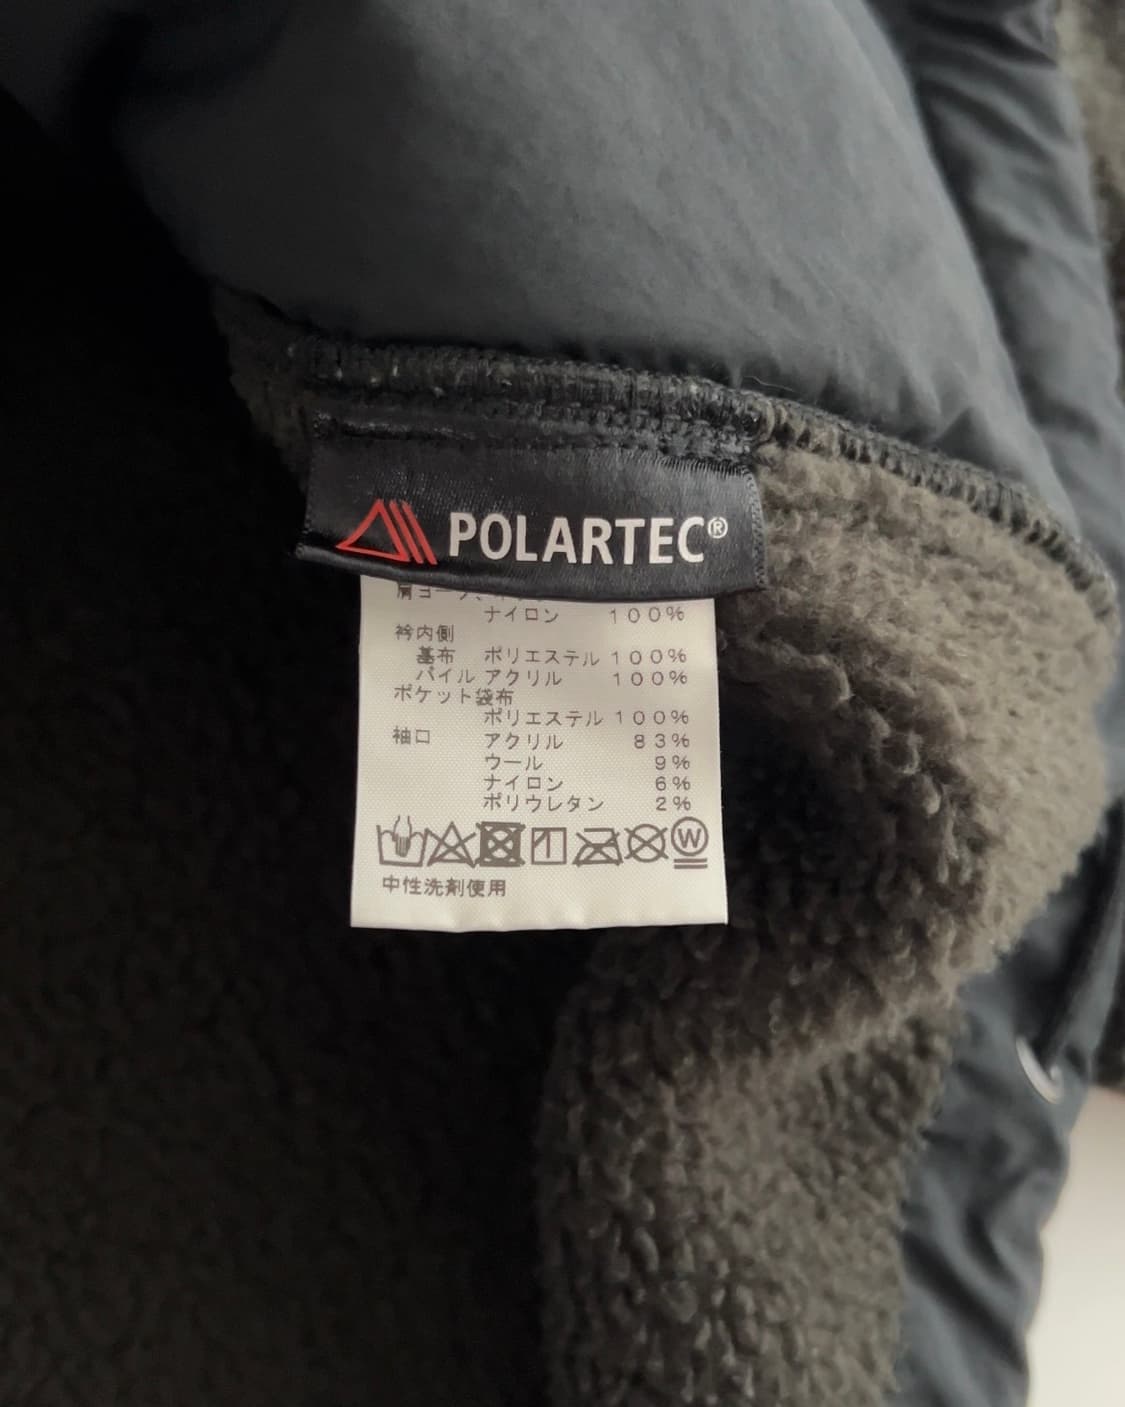 POLARTEC®
ナイロン 100%
衿内側
基布 ポリエステル 100%
パイル アクリル 100%
ポケット袋布
ポリエステル 100%
袖口 アクリル 83%
ウール 9%
ナイロン 6%
ポリウレタン 2%
W
中性洗剤使用